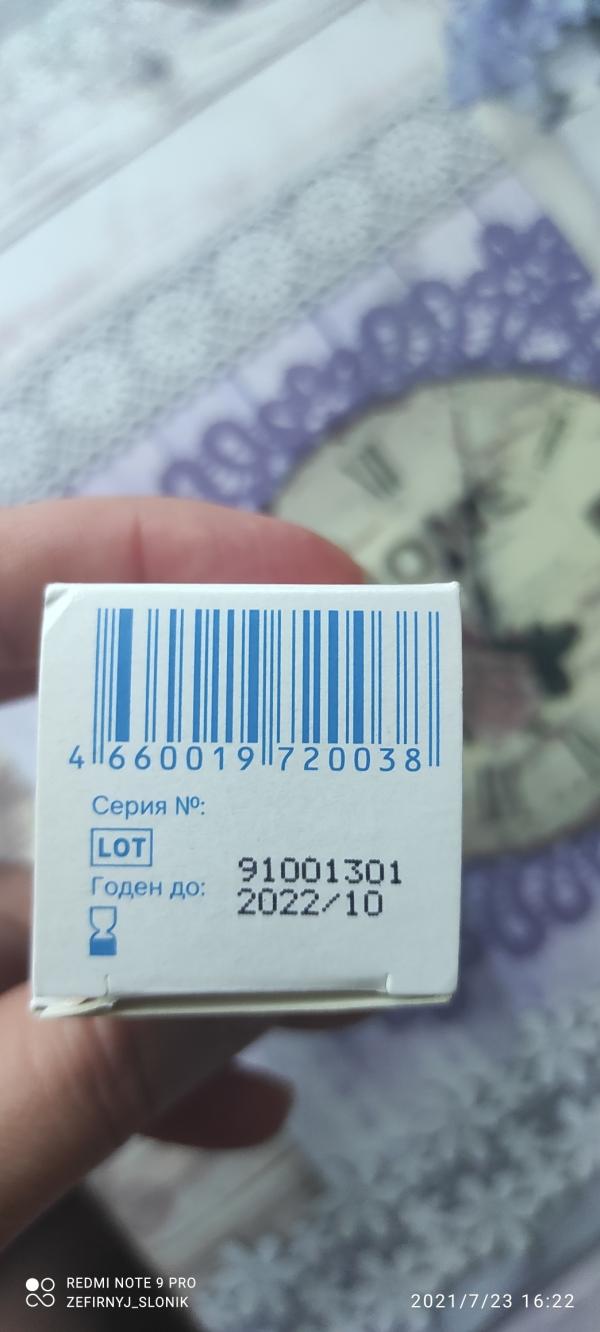 4 660019 720038
Серия №:
LOT
91001301
Годен до:
2022/10
REDMI NOTE 9 PRO
ZEFIRNYJ_SLONIK
2021/7/23 16:22